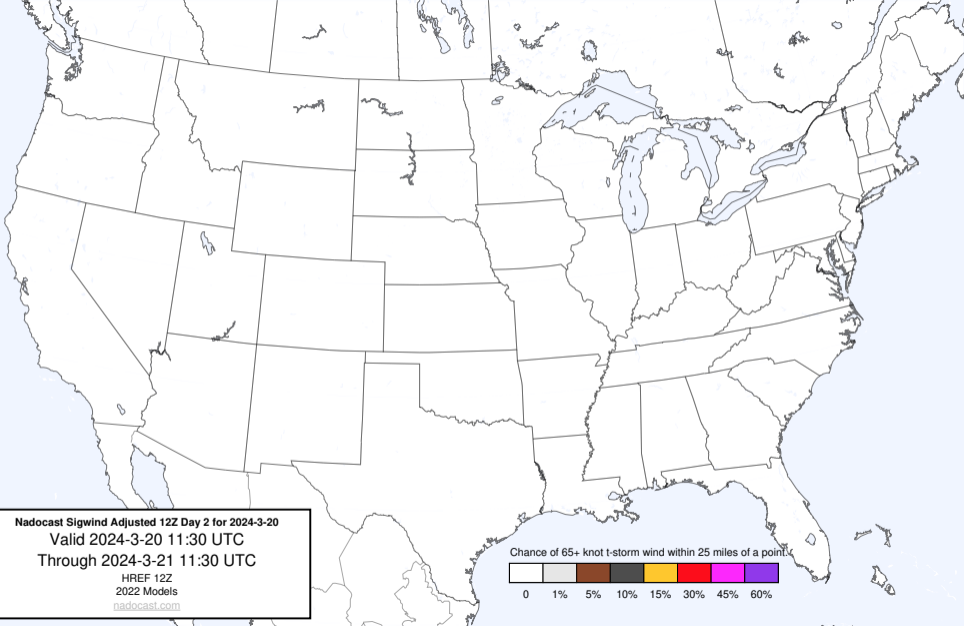 Nadocast Sigwind Adjusted 12Z Day 2 for 2024-3-20
Valid 2024-3-20 11:30 UTC
Through 2024-3-21 11:30 UTC
HREF 12Z
2022 Models
nadocast.com
Chance of 65+ knot t-storm wind within 25 miles of a point.
0 1% 5% 10% 15% 30% 45% 60%